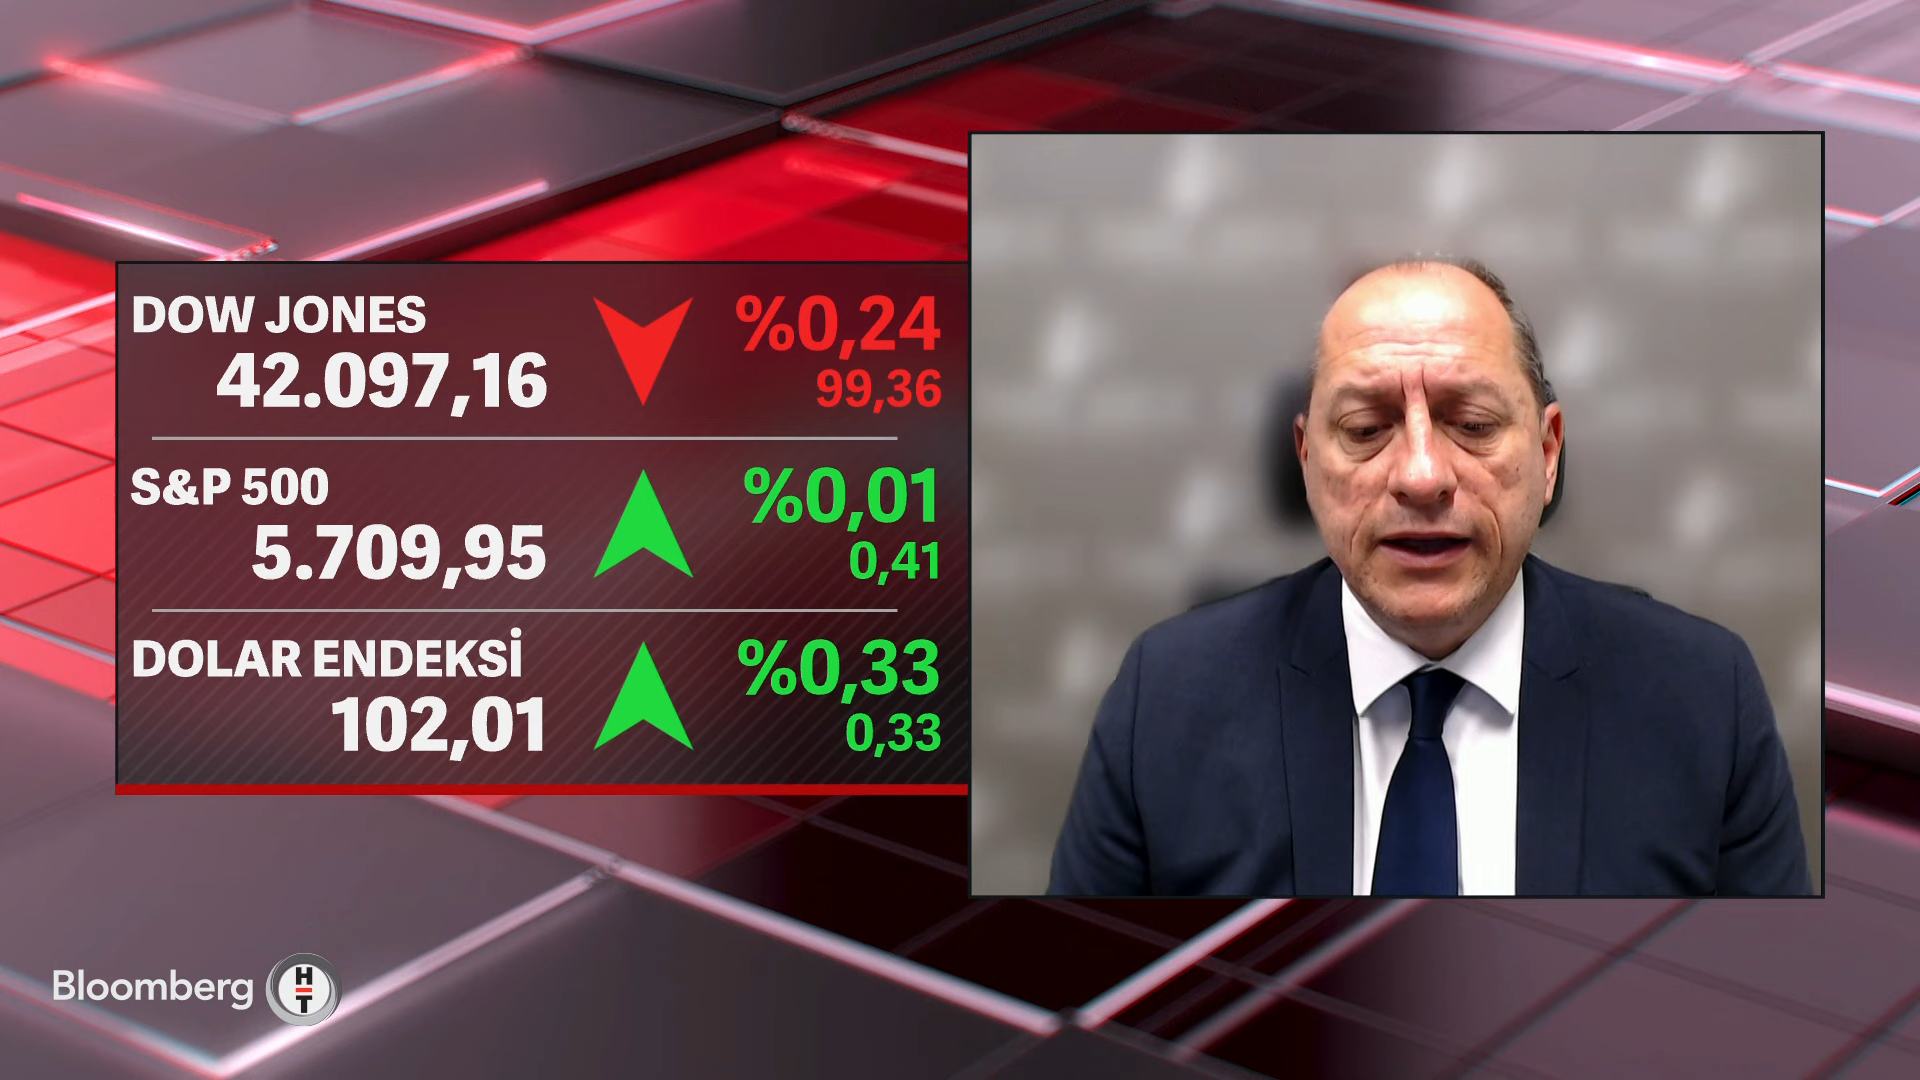 DOW JONES
42.097,16
%0,24
99,36
S&P 500
5.709,95
%0,01
0,41
DOLAR ENDEKSİ
102,01
%0,33
0,33
Bloomberg HT